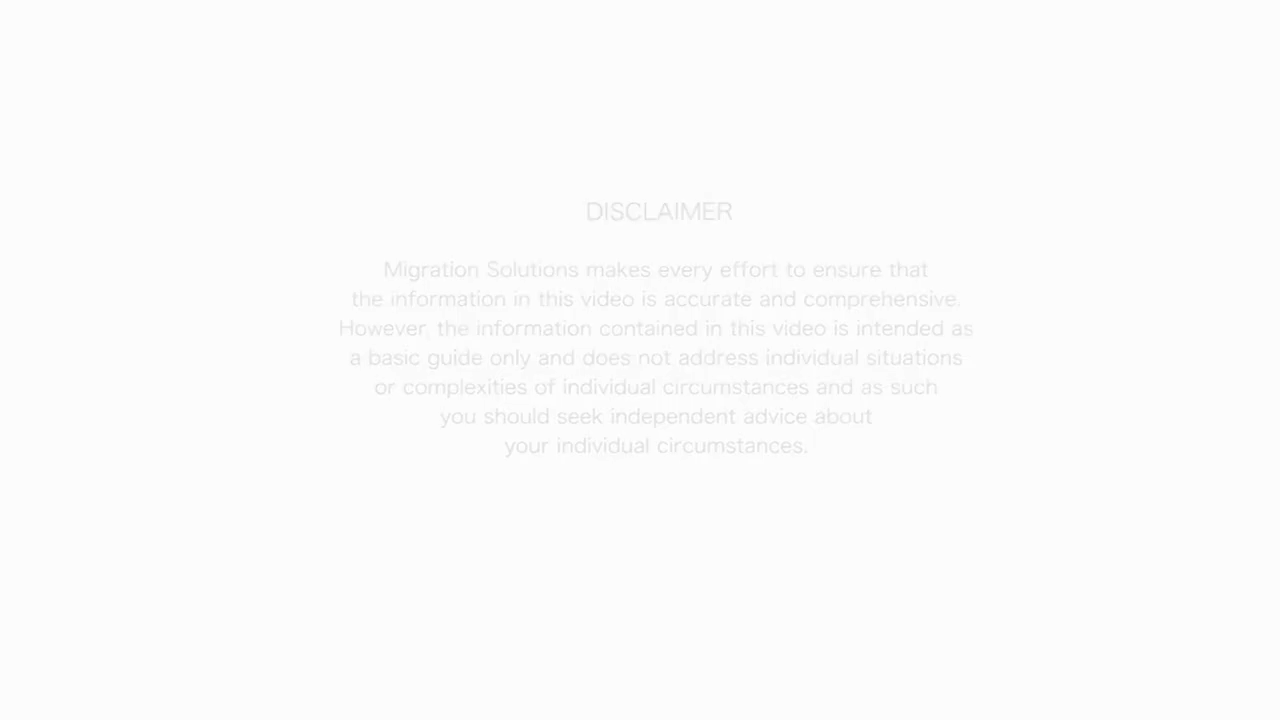 DISCLAIMER
Migration Solutions makes every effort to ensure that
the information in this video is accurate and comprehensive.
However, the information contained in this video is intended as
a basic guide only and does not address individual situations
or complexities of individual circumstances and as such
you should seek independent advice about
your individual circumstances.